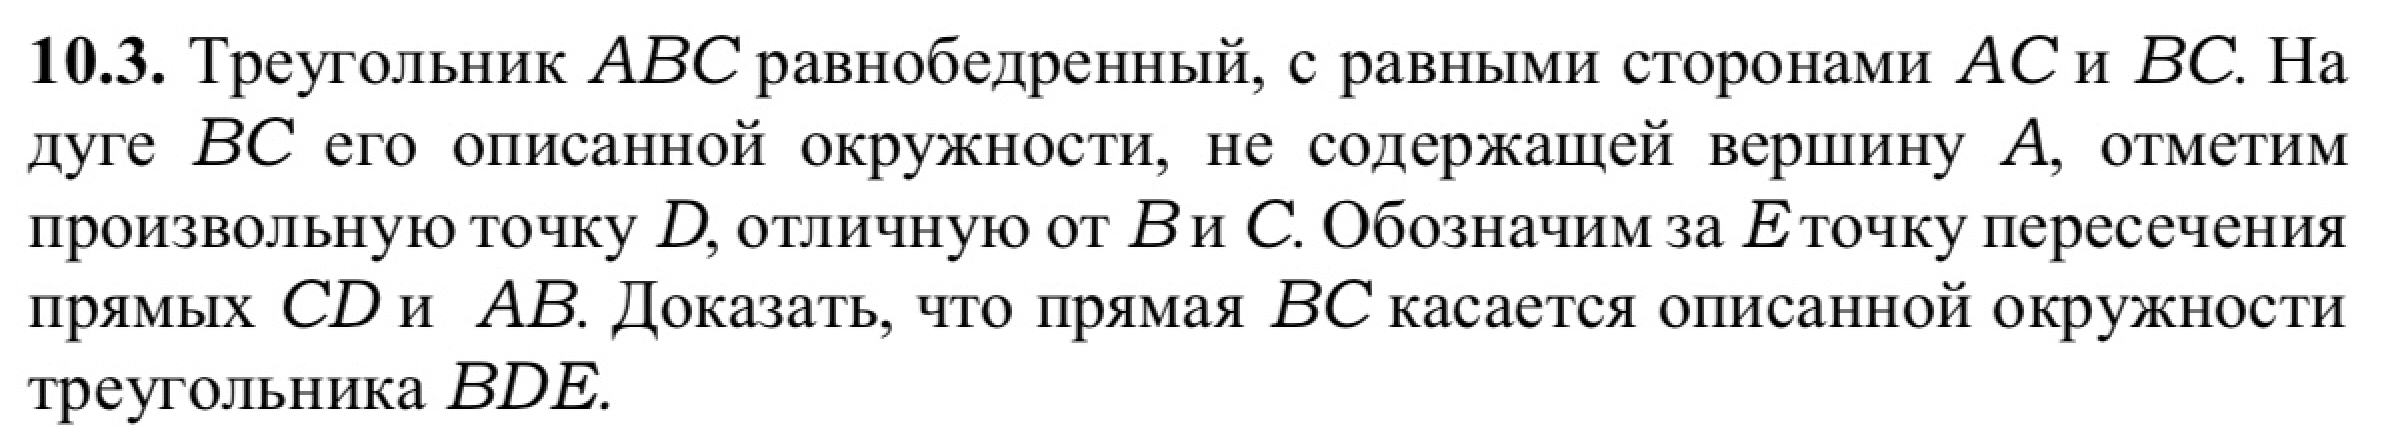 10.3. Треугольник ABC равнобедренный, с равными сторонами AC и BC. На
дуге BC его описанной окружности, не содержащей вершину A, отметим
произвольную точку D, отличную от B и C. Обозначим за E точку пересечения
прямых CD и AB. Доказать, что прямая BC касается описанной окружности
треугольника BDE.